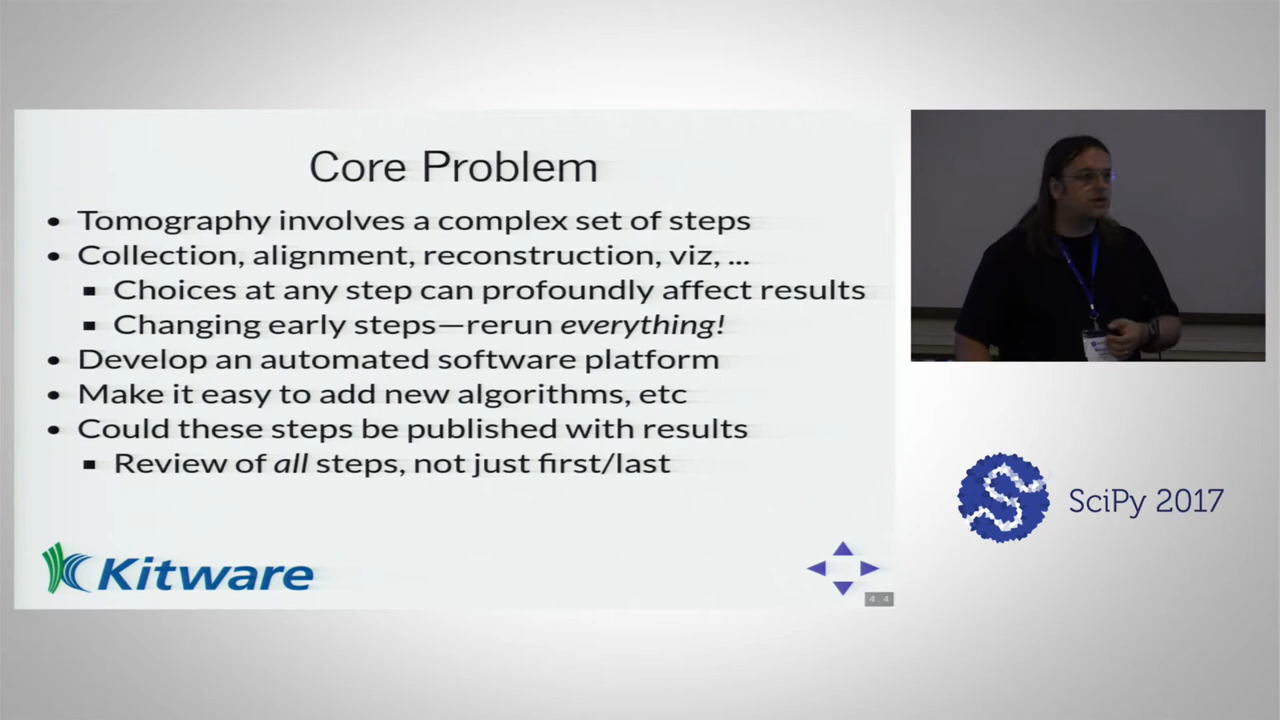 Core Problem
• Tomography involves a complex set of steps
• Collection, alignment, reconstruction, viz, ...
▪ Choices at any step can profoundly affect results
▪ Changing early steps—rerun everything!
• Develop an automated software platform
• Make it easy to add new algorithms, etc
• Could these steps be published with results
▪ Review of all steps, not just first/last
Kitware
4.4
SciPy 2017